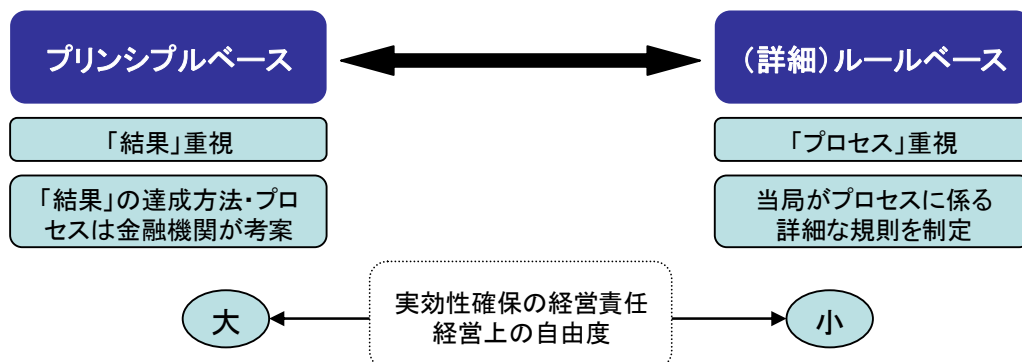 プリンシプルベース
(詳細)ルールベース
「結果」重視
「プロセス」重視
「結果」の達成方法・プロ
セスは金融機関が考案
当局がプロセスに係る
詳細な規則を制定
大
実効性確保の経営責任
経営上の自由度
小